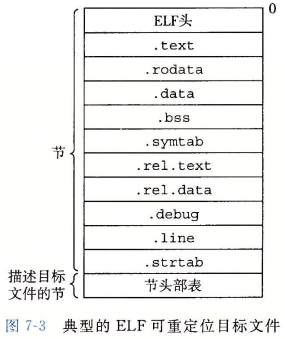 0
ELF头
.text
.rodata
.data
.bss
.symtab
.rel.text
.rel.data
.debug
.line
.strtab
节头部表
节
描述目标
文件的节
图 7-3 典型的 ELF 可重定位目标文件